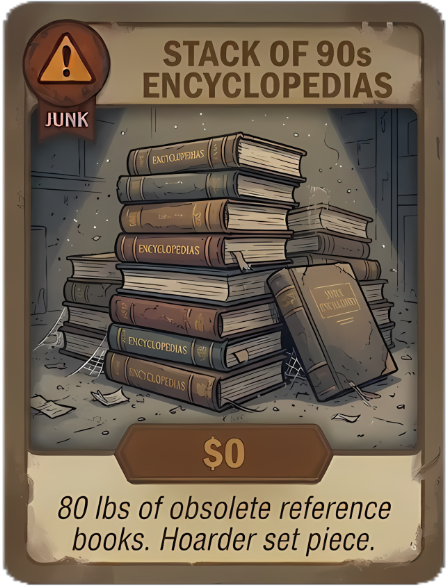 STACK OF 90s
ENCYCLOPEDIAS
JUNK
ENCYCLOPEDIAS
ENCYCLOPEDIAS
ENCYCLOPEDIAS
ENCYCLOPEDIAS
$0
80 lbs of obsolete reference
books. Hoarder set piece.